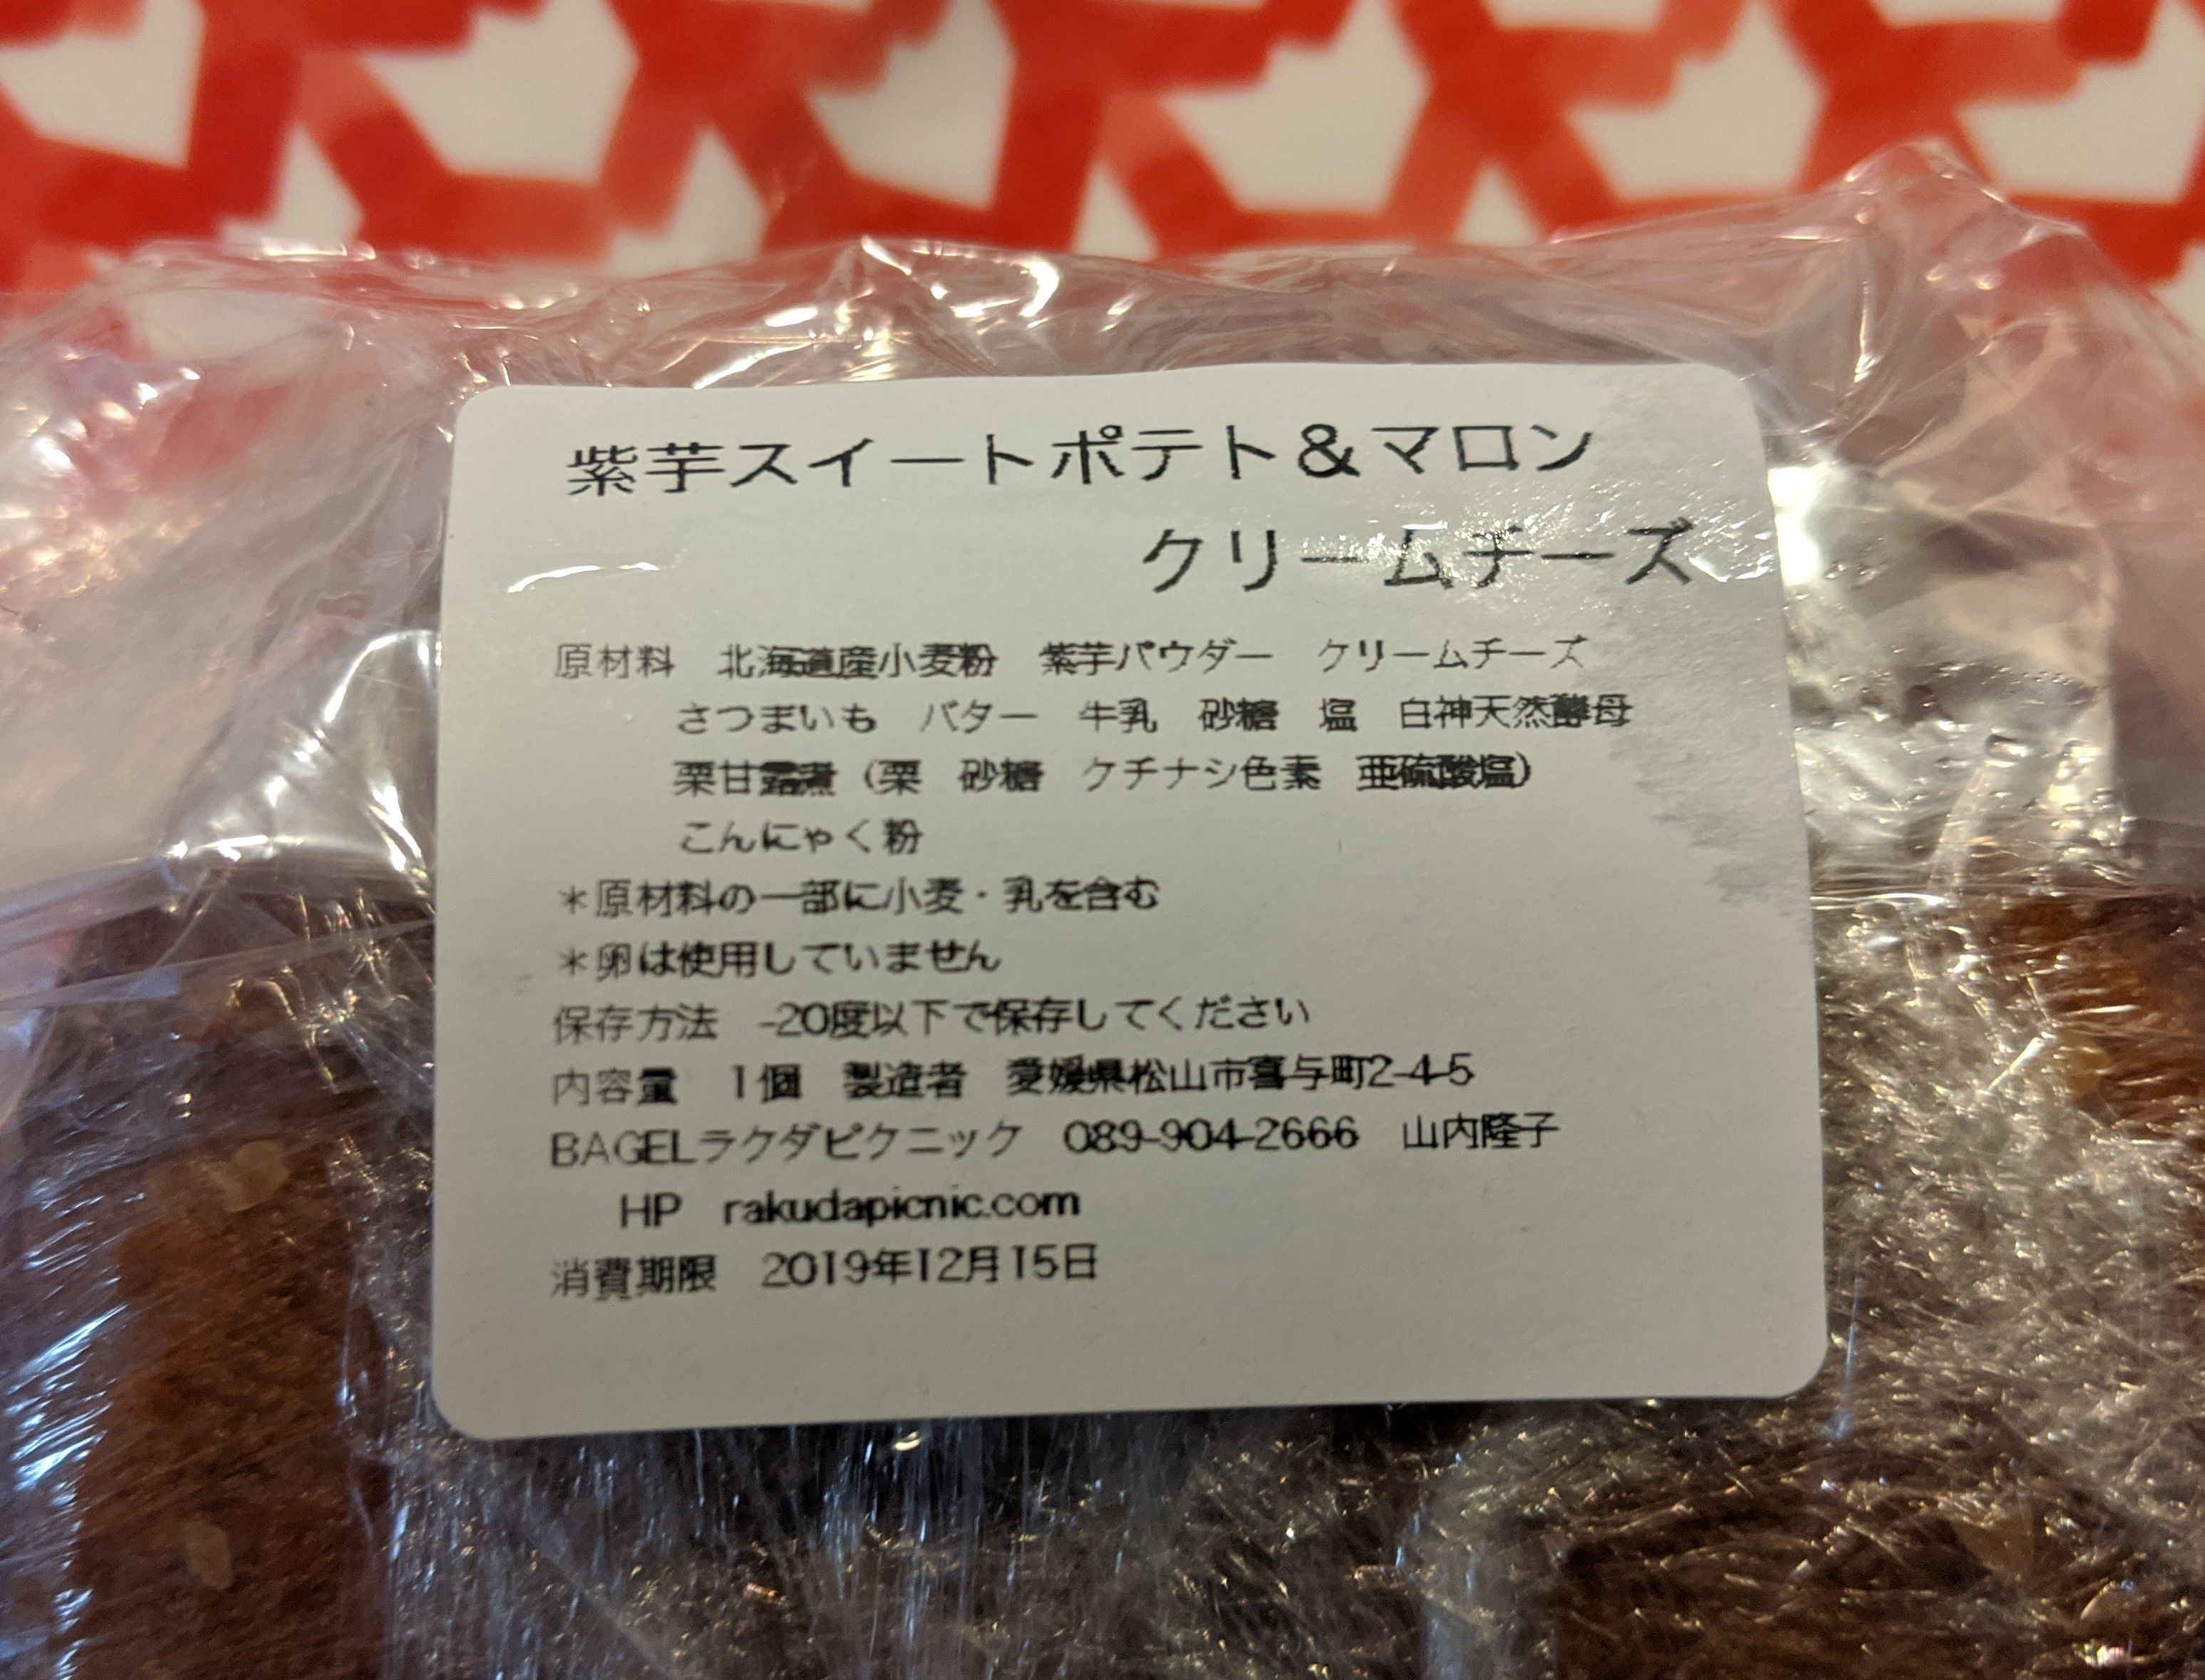 紫芋スイートポテト&マロン
クリームチーズ
原材料 北海道産小麦粉 紫芋パウダー クリームチーズ
さつまいも バター 牛乳 砂糖 塩 白神天然酵母
栗甘露煮(栗 砂糖 クチナシ色素 亜硫酸塩)
こんにゃく粉
*原材料の一部に小麦・乳を含む
*卵は使用していません
保存方法 -20度以下で保存してください
内容量 1個 製造者 愛媛県松山市喜与町2-4-5
BAGELラクダピクニック 089-904-2666 山内隆子
HP rakudapicnic.com
消費期限 2019年12月15日